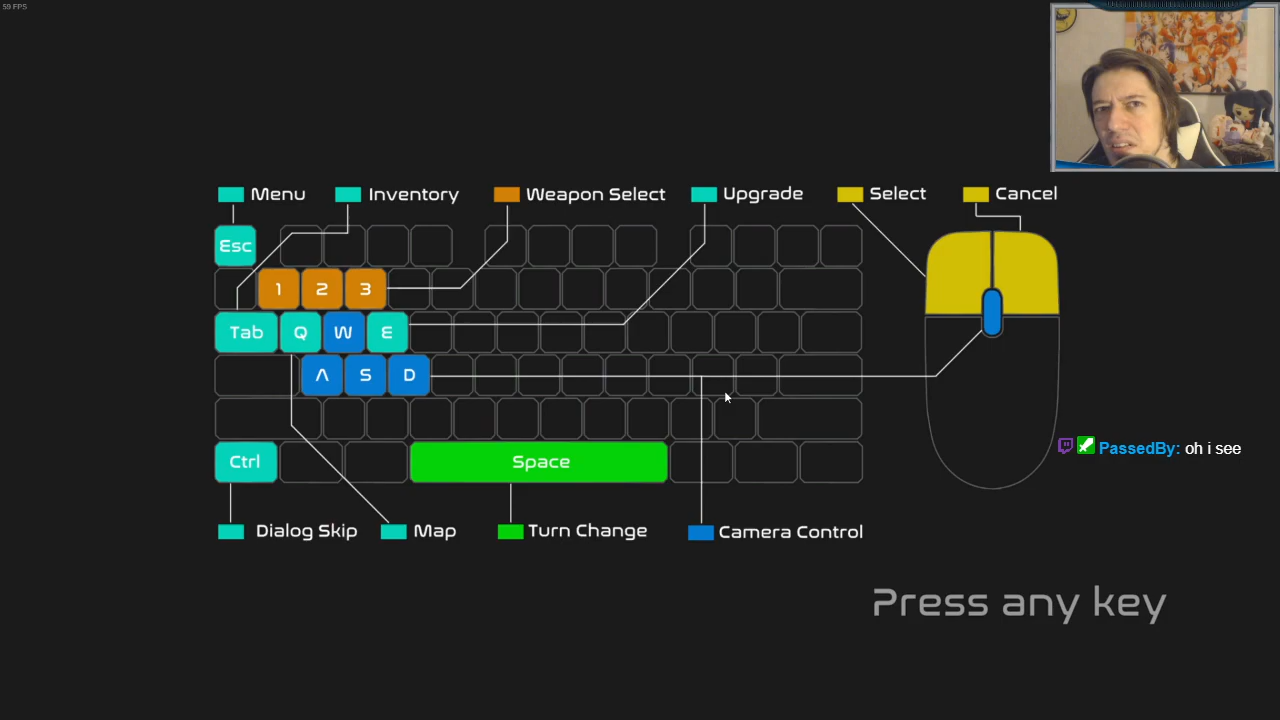 59 FPS
Menu
Inventory
Weapon Select
Upgrade
Select
Cancel
Esc
1 2 3
Tab Q W E
Λ S D
Ctrl
Space
PassedBy: oh i see
Dialog Skip
Map
Turn Change
Camera Control
Press any key